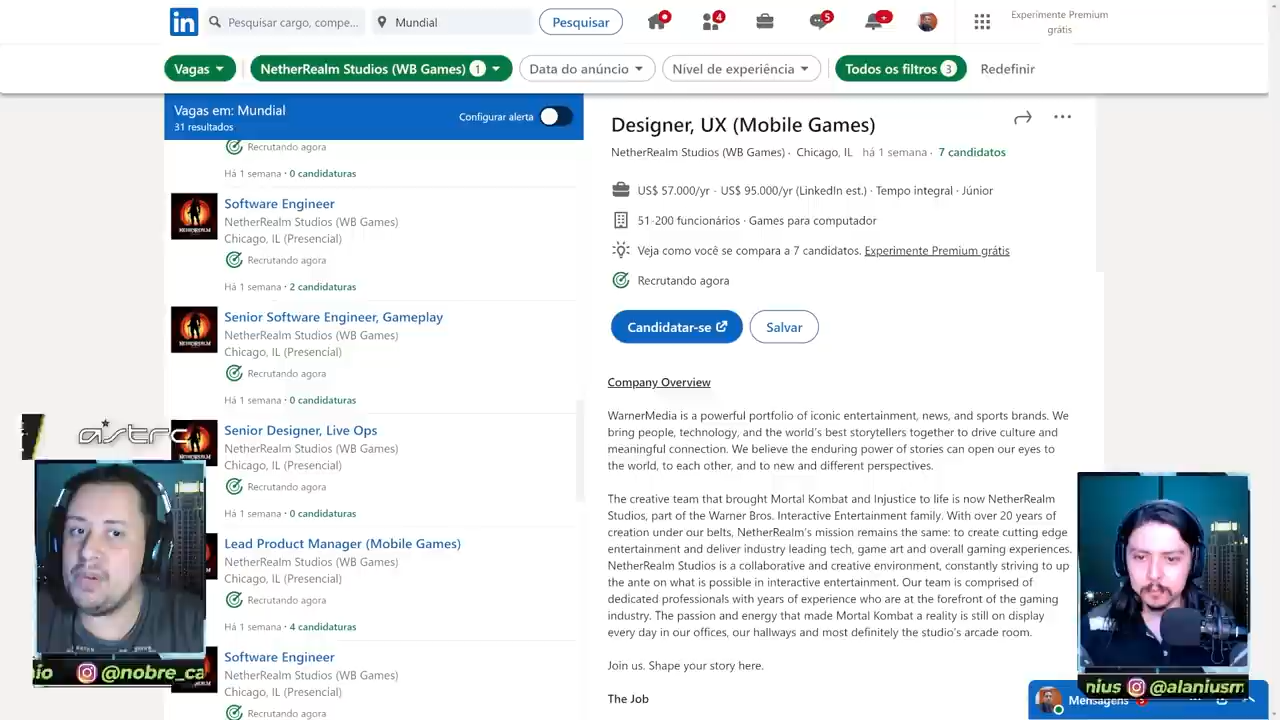 in
Pesquisar cargo, compe...
Mundial
Pesquisar
4
5
Experimente Premium
grátis
Vagas
NetherRealm Studios (WB Games) 1
Data do anúncio
Nível de experiência
Todos os filtros 3
Redefinir
Vagas em: Mundial
31 resultados
Configurar alerta
Recrutando agora
Há 1 semana · 0 candidaturas
Software Engineer
NetherRealm Studios (WB Games)
Chicago, IL (Presencial)
Recrutando agora
Há 1 semana · 2 candidaturas
Senior Software Engineer, Gameplay
NetherRealm Studios (WB Games)
Chicago, IL (Presencial)
Recrutando agora
Há 1 semana · 0 candidaturas
Senior Designer, Live Ops
NetherRealm Studios (WB Games)
Chicago, IL (Presencial)
Recrutando agora
Há 1 semana · 0 candidaturas
Lead Product Manager (Mobile Games)
NetherRealm Studios (WB Games)
Chicago, IL (Presencial)
Recrutando agora
Há 1 semana · 4 candidaturas
Software Engineer
NetherRealm Studios (WB Games)
Chicago, IL (Presencial)
Recrutando agora
Designer, UX (Mobile Games)
NetherRealm Studios (WB Games) · Chicago, IL há 1 semana · 7 candidatos
US$ 57.000/yr - US$ 95.000/yr (LinkedIn est.) · Tempo integral · Júnior
51-200 funcionários · Games para computador
Veja como você se compara a 7 candidatos. Experimente Premium grátis
Recrutando agora
Candidatar-se
Salvar
Company Overview
WarnerMedia is a powerful portfolio of iconic entertainment, news, and sports brands. We
bring people, technology, and the world's best storytellers together to drive culture and
meaningful connection. We believe the enduring power of stories can open our eyes to
the world, to each other, and to new and different perspectives.
The creative team that brought Mortal Kombat and Injustice to life is now NetherRealm
Studios, part of the Warner Bros. Interactive Entertainment family. With over 20 years of
creation under our belts, NetherRealm's mission remains the same: to create cutting edge
entertainment and deliver industry leading tech, game art and overall gaming experiences.
NetherRealm Studios is a collaborative and creative environment, constantly striving to up
the ante on what is possible in interactive entertainment. Our team is comprised of
dedicated professionals with years of experience who are at the forefront of the gaming
industry. The passion and energy that made Mortal Kombat a reality is still on display
every day in our offices, our hallways and most definitely the studio's arcade room.
Join us. Shape your story here.
The Job
astrc
io @nobre_ca
nius @alaniusm
Mensagens